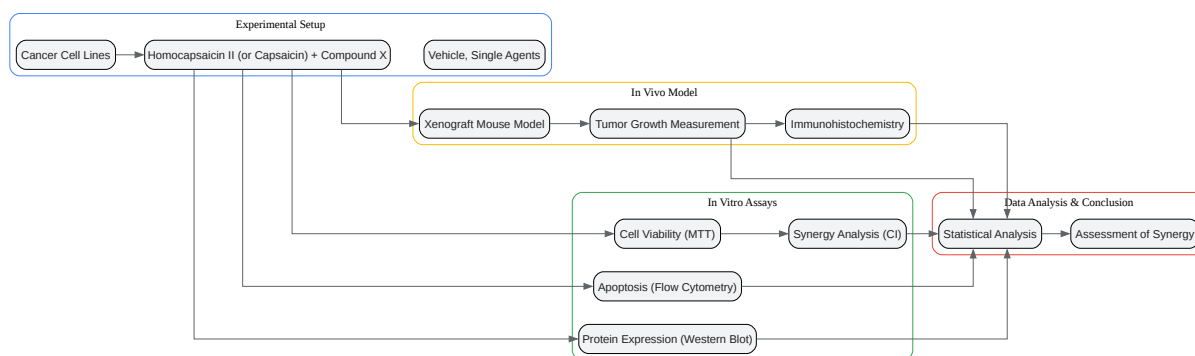 Experimental Setup
Cancer Cell Lines
Homocapsaicin II (or Capsaicin) + Compound X
Vehicle, Single Agents
In Vivo Model
Xenograft Mouse Model
Tumor Growth Measurement
Immunohistochemistry
In Vitro Assays
Cell Viability (MTT)
Synergy Analysis (CI)
Apoptosis (Flow Cytometry)
Protein Expression (Western Blot)
Data Analysis & Conclusion
Statistical Analysis
Assessment of Synergy